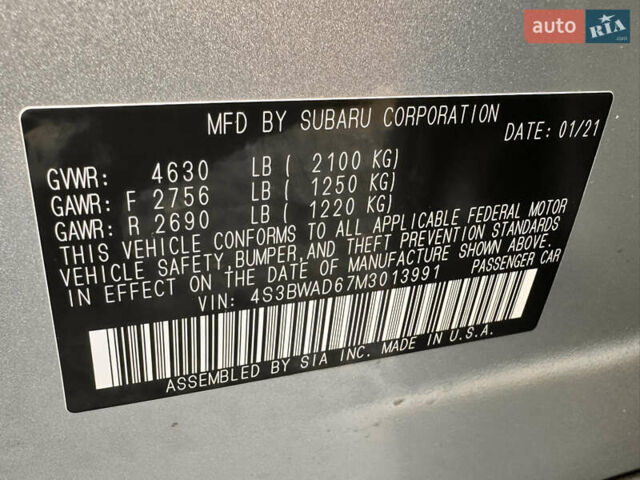 auto RIA.com
MFD BY SUBARU CORPORATION DATE: 01/21
GVWR: 4630 LB ( 2100 KG)
GAWR: F 2756 LB ( 1250 KG)
GAWR: R 2690 LB ( 1220 KG)
THIS VEHICLE CONFORMS TO ALL APPLICABLE FEDERAL MOTOR
VEHICLE SAFETY, BUMPER, AND THEFT PREVENTION STANDARDS
IN EFFECT ON THE DATE OF MANUFACTURE SHOWN ABOVE.
VIN: 4S3BWAD67M3013991 PASSENGER CAR
ASSEMBLED BY SIA INC. MADE IN U.S.A.